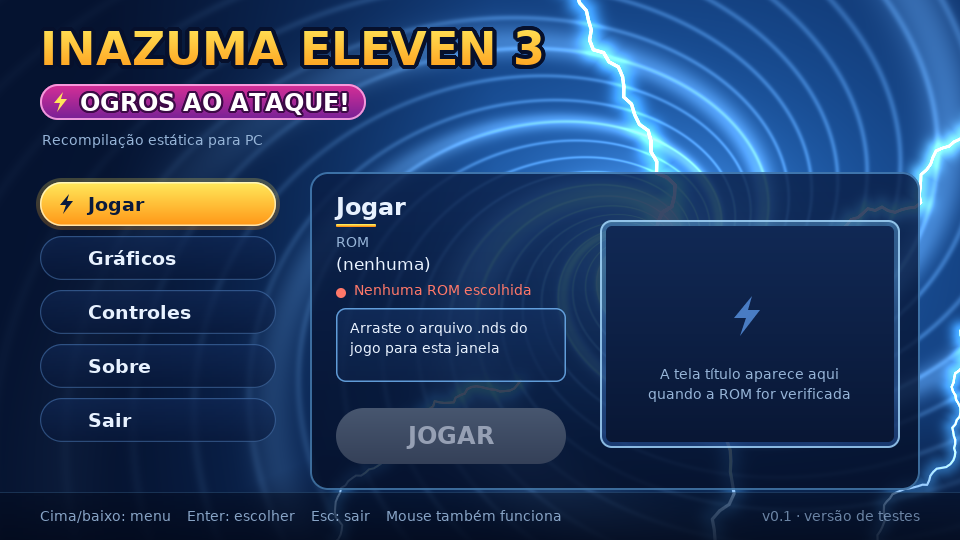 INAZUMA ELEVEN 3
OGROS AO ATAQUE!
Recompilação estática para PC
Jogar
Gráficos
Controles
Sobre
Sair
Jogar
ROM
(nenhuma)
Nenhuma ROM escolhida
Arraste o arquivo .nds do
jogo para esta janela
JOGAR
A tela título aparece aqui
quando a ROM for verificada
Cima/baixo: menu Enter: escolher Esc: sair Mouse também funciona
v0.1 · versão de testes